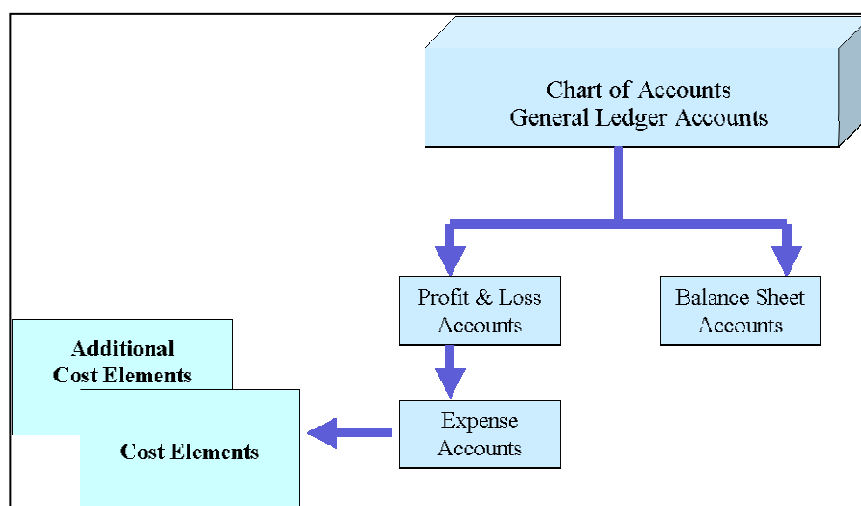 Chart of Accounts
General Ledger Accounts
Profit & Loss
Accounts
Balance Sheet
Accounts
Additional
Cost Elements
Expense
Accounts
Cost Elements